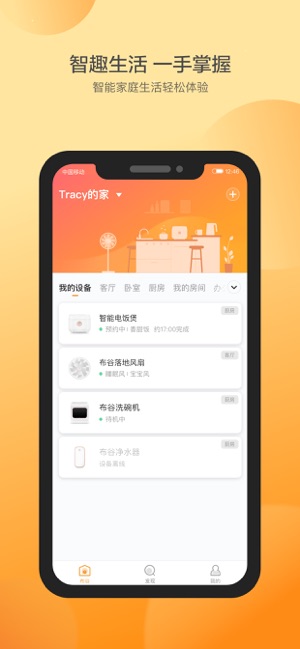 智趣生活 一手掌握
智能家庭生活轻松体验
中国移动
12:48
Tracy的家
我的设备 客厅 卧室 厨房 我的房间
智能电饭煲
厨房
预约中 | 煮甜饭 约17:00完成
布谷落地风扇
客厅
睡眠风 | 宝宝风
布谷洗碗机
厨房
待机中
布谷净水器
厨房
设备离线
布谷 发现 我的